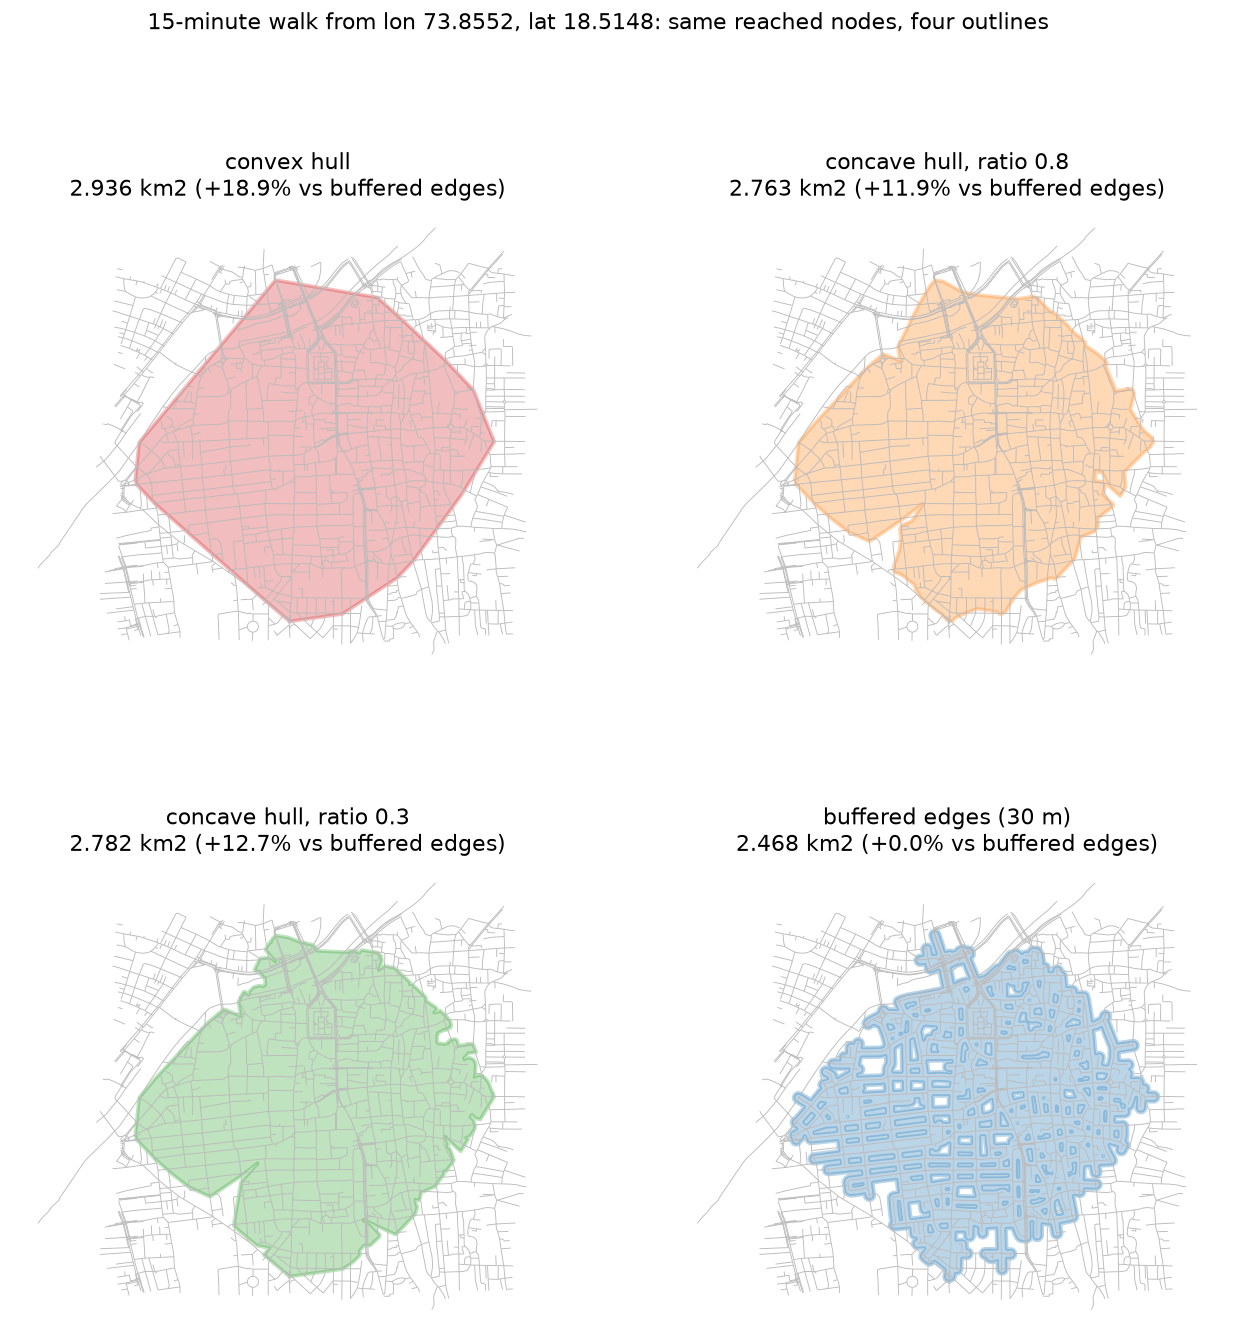 15-minute walk from lon 73.8552, lat 18.5148: same reached nodes, four outlines
convex hull
2.936 km2 (+18.9% vs buffered edges)
concave hull, ratio 0.8
2.763 km2 (+11.9% vs buffered edges)
concave hull, ratio 0.3
2.782 km2 (+12.7% vs buffered edges)
buffered edges (30 m)
2.468 km2 (+0.0% vs buffered edges)